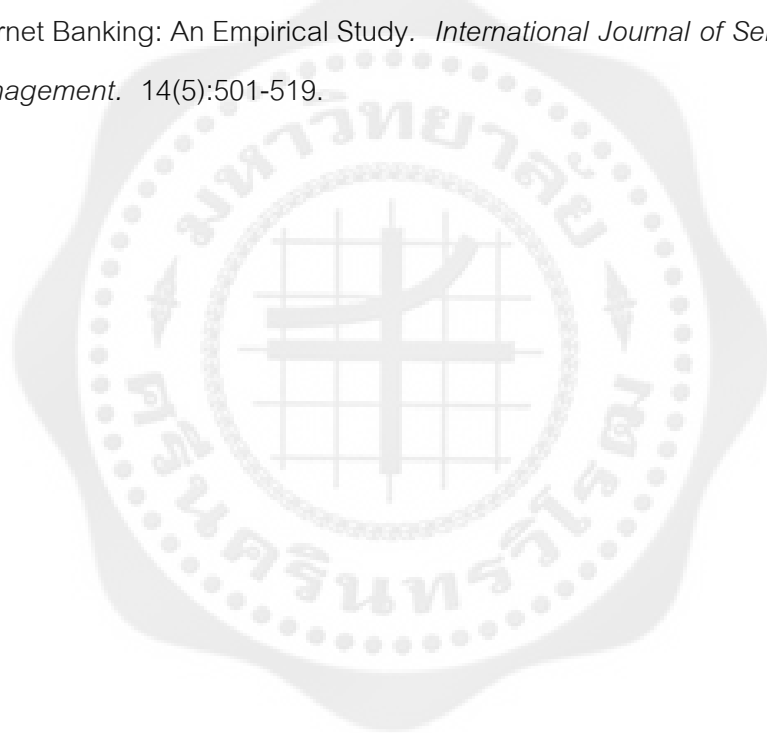 rnet Banking: An Empirical Study. International Journal of Se
nagement. 14(5):501-519.
มหาวิทยาลัย
ศรีนครินทรวิโรฒ